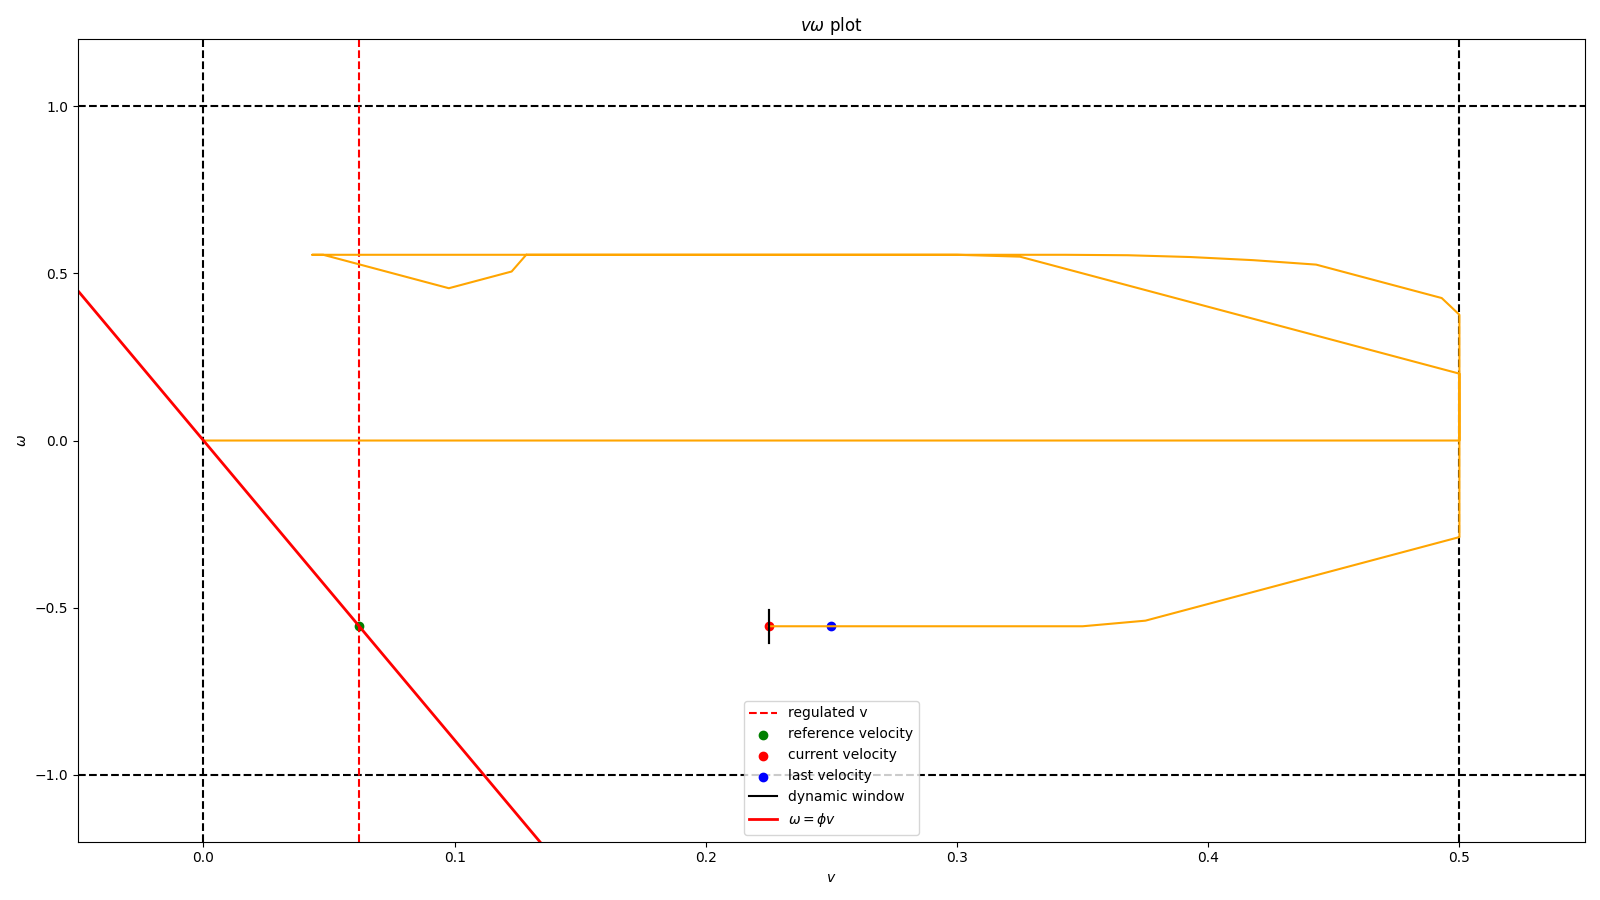 vω plot
1.0
0.5
0.0
−0.5
−1.0
ω
regulated v
reference velocity
current velocity
last velocity
dynamic window
ω = ϕv
0.0 0.1 0.2 0.3 0.4 0.5
v